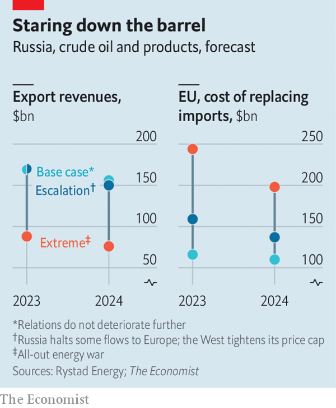 Staring down the barrel
Russia, crude oil and products, forecast
Export revenues,
$bn
200
150
100
50
Base case*
Escalation†
Extreme‡
2023
2024
EU, cost of replacing
imports, $bn
250
200
150
100
2023
2024
*Relations do not deteriorate further
†Russia halts some flows to Europe; the West tightens its price cap
‡All-out energy war
Sources: Rystad Energy; The Economist
The Economist